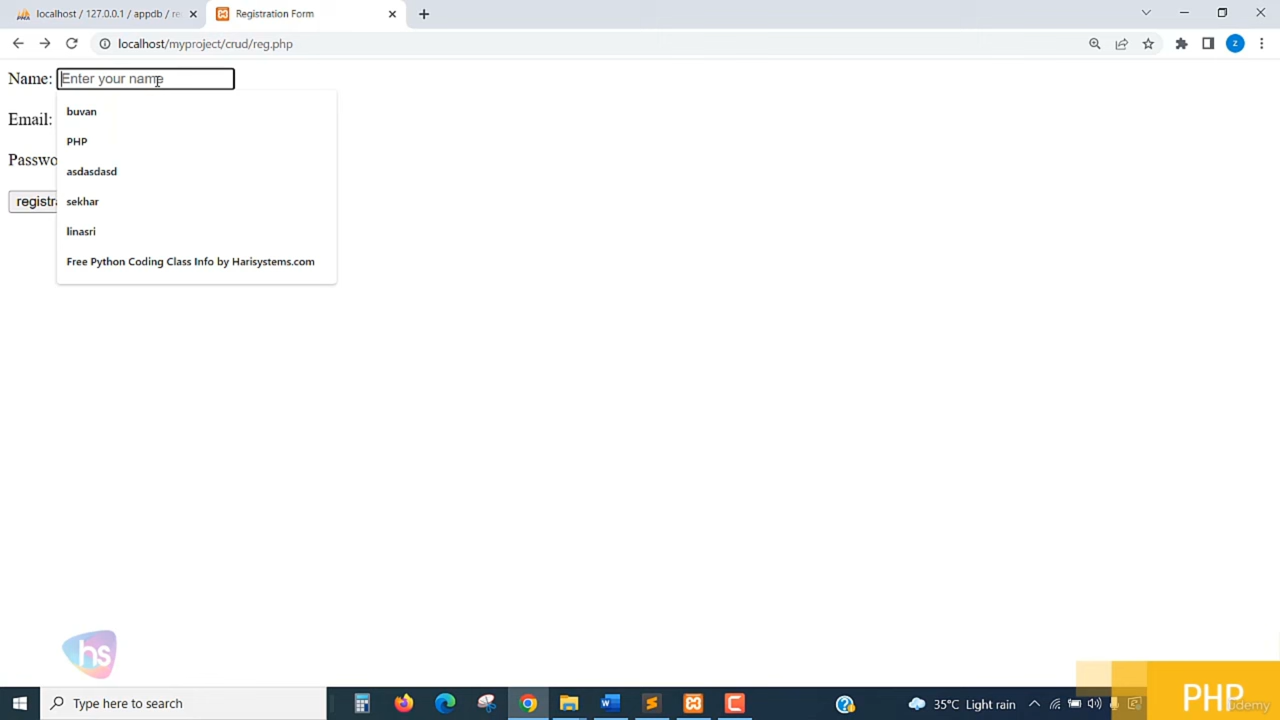 localhost / 127.0.0.1 / appdb / re
Registration Form
localhost/myproject/crud/reg.php
Z
Name: Enter your name
buvan
Email:
PHP
Passwo
asdasdasd
registra
sekhar
linasri
Free Python Coding Class Info by Harisystems.com
hs
Type here to search
35°C Light rain
PHP
udemy